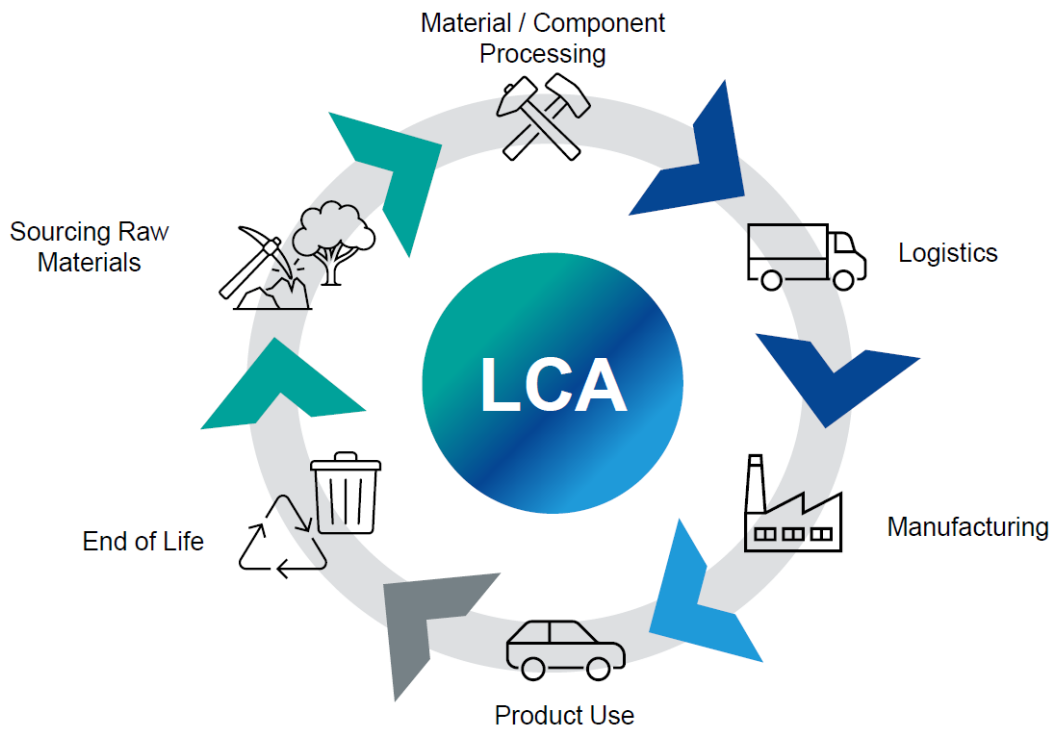 Material / Component
Processing
Sourcing Raw
Materials
Logistics
LCA
End of Life
Manufacturing
Product Use